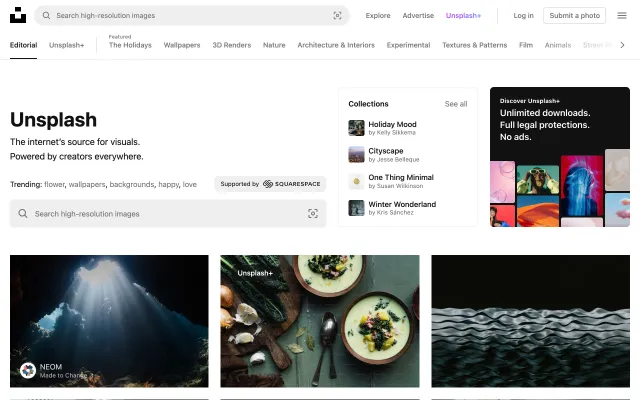 Search high-resolution images
Explore
Advertise
Unsplash+
Log in
Submit a photo
Editorial
Unsplash+
Featured
The Holidays
Wallpapers
3D Renders
Nature
Architecture & Interiors
Experimental
Textures & Patterns
Film
Animals
Unsplash
The internet's source for visuals.
Powered by creators everywhere.
Trending: flower, wallpapers, backgrounds, happy, love
Supported by SQUARESPACE
Search high-resolution images
Collections
See all
Holiday Mood
by Kelly Sikkema
Cityscape
by Jesse Belleque
One Thing Minimal
by Susan Wilkinson
Winter Wonderland
by Kris Sánchez
Discover Unsplash+
Unlimited downloads.
Full legal protections.
No ads.
NEOM
Made to Change
Unsplash+